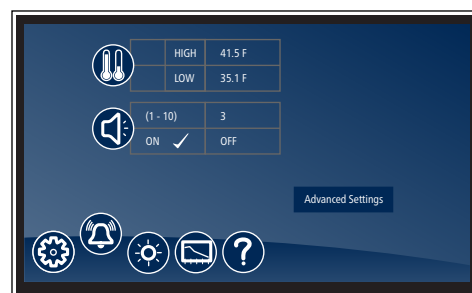 HIGH 41.5 F
LOW 35.1 F
(1 - 10) 3
ON ✓ OFF
Advanced Settings
?